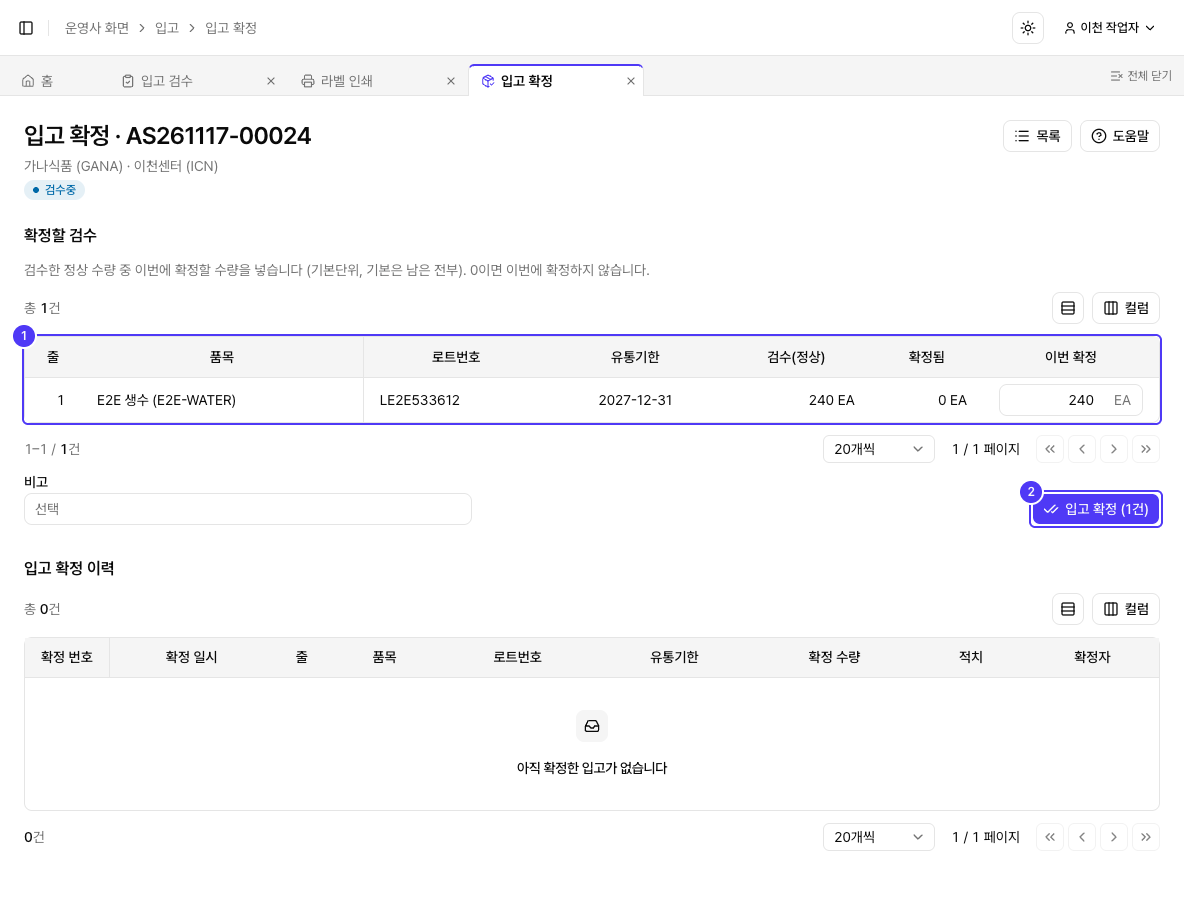 운영사 화면 > 입고 > 입고 확정
이천 작업자
홈
입고 검수
라벨 인쇄
입고 확정
전체 닫기
입고 확정 · AS261117-00024
목록
도움말
가나식품 (GANA) · 이천센터 (ICN)
검수중
확정할 검수
검수한 정상 수량 중 이번에 확정할 수량을 넣습니다 (기본단위, 기본은 남은 전부). 0이면 이번에 확정하지 않습니다.
총 1건
컬럼
1
줄 품목 로트번호 유통기한 검수(정상) 확정됨 이번 확정
1 E2E 생수 (E2E-WATER) LE2E533612 2027-12-31 240 EA 0 EA 240 EA
1–1 / 1건
20개씩
1 / 1 페이지
비고
선택
2
입고 확정 (1건)
입고 확정 이력
총 0건
컬럼
확정 번호 확정 일시 줄 품목 로트번호 유통기한 확정 수량 적치 확정자
아직 확정한 입고가 없습니다
0건
20개씩
1 / 1 페이지